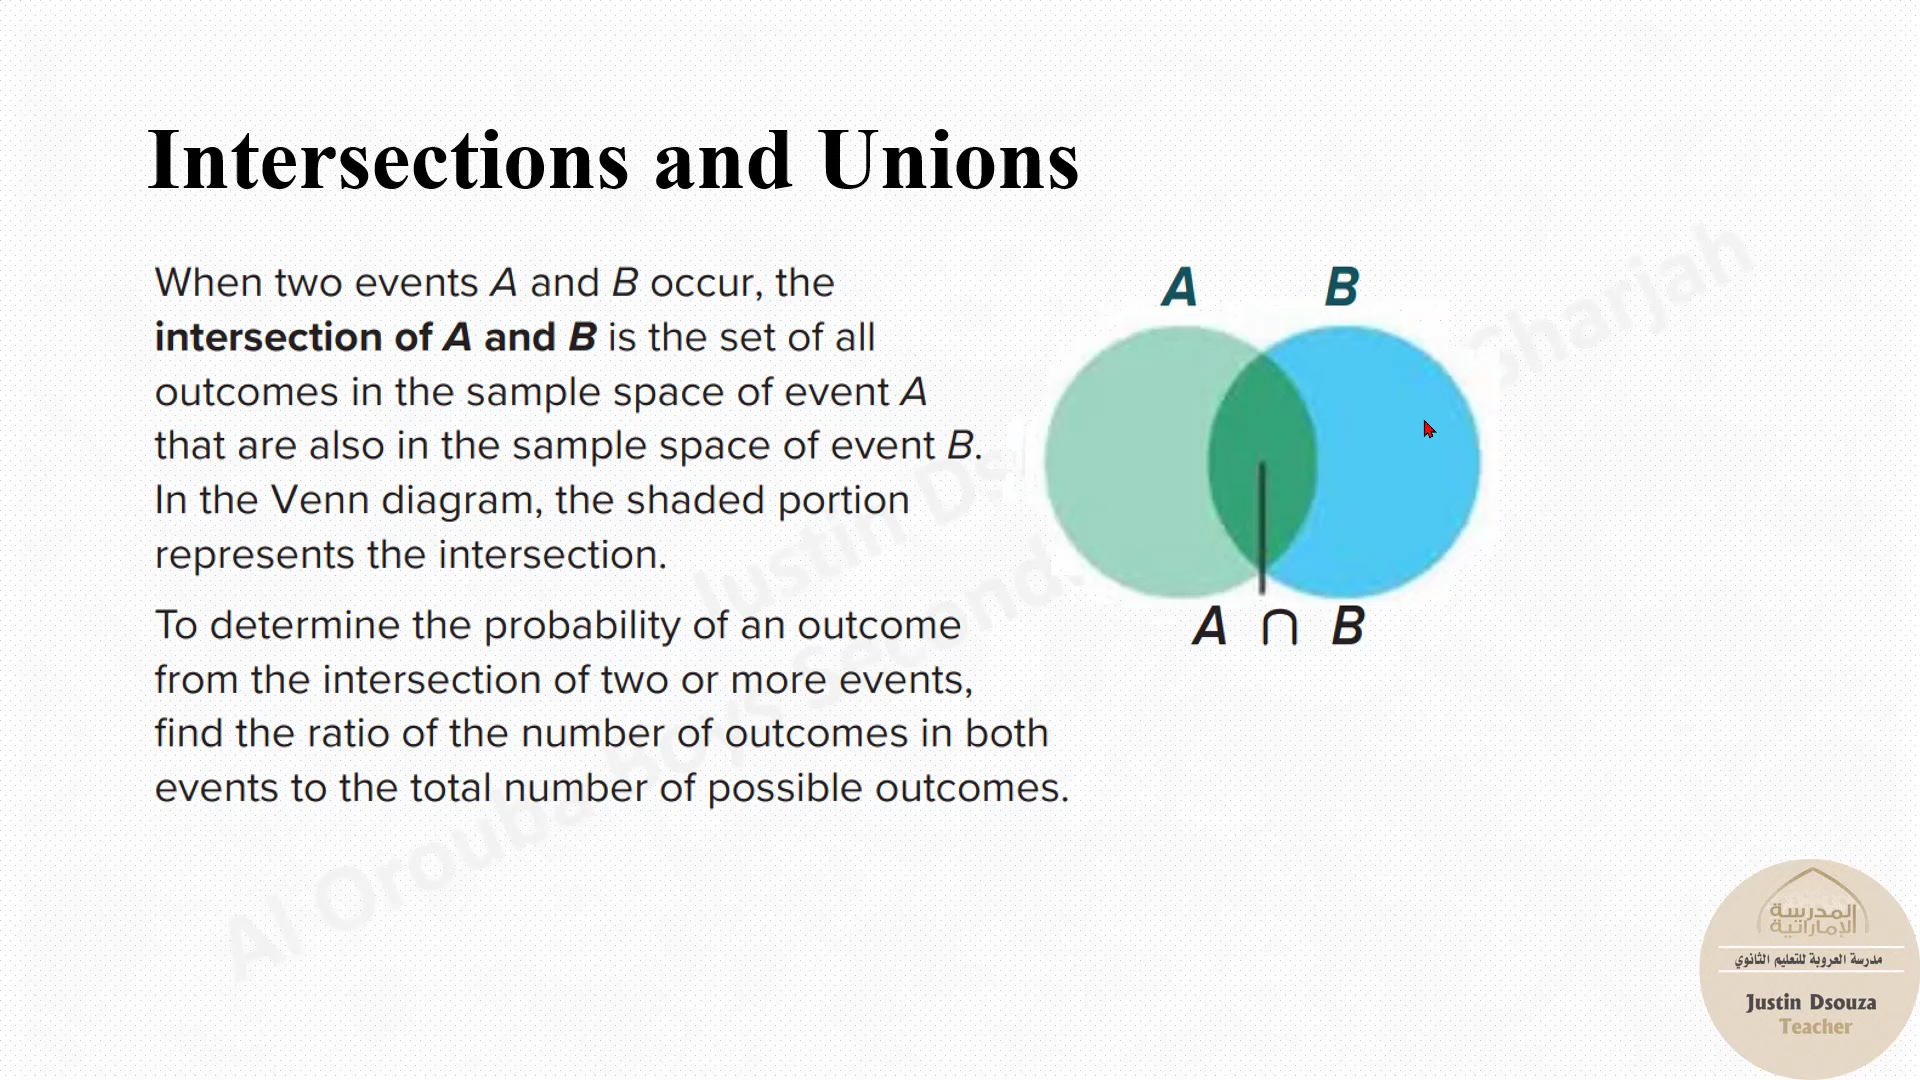 Intersections and Unions
When two events A and B occur, the
intersection of A and B is the set of all
outcomes in the sample space of event A
that are also in the sample space of event B.
In the Venn diagram, the shaded portion
represents the intersection.
To determine the probability of an outcome
from the intersection of two or more events,
find the ratio of the number of outcomes in both
events to the total number of possible outcomes.
A B
A ∩ B
المدرسة
الإماراتية
مدرسة العروبة للتعليم الثانوي
Justin Dsouza
Teacher